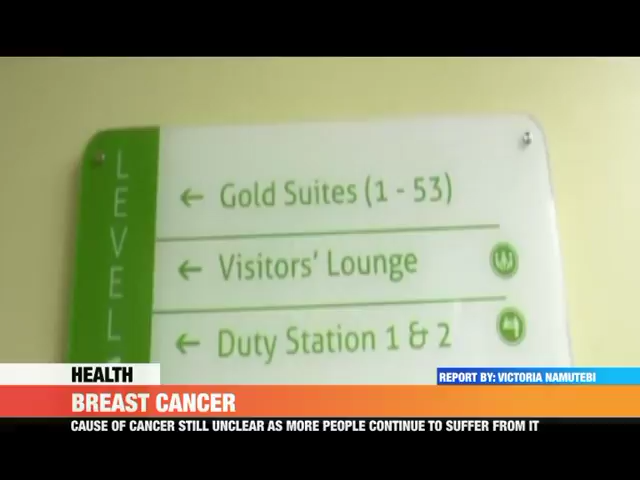 LEVEL
← Gold Suites (1 - 53)
← Visitors' Lounge
← Duty Station 1 & 2
HEALTH
REPORT BY: VICTORIA NAMUTEBI
BREAST CANCER
CAUSE OF CANCER STILL UNCLEAR AS MORE PEOPLE CONTINUE TO SUFFER FROM IT